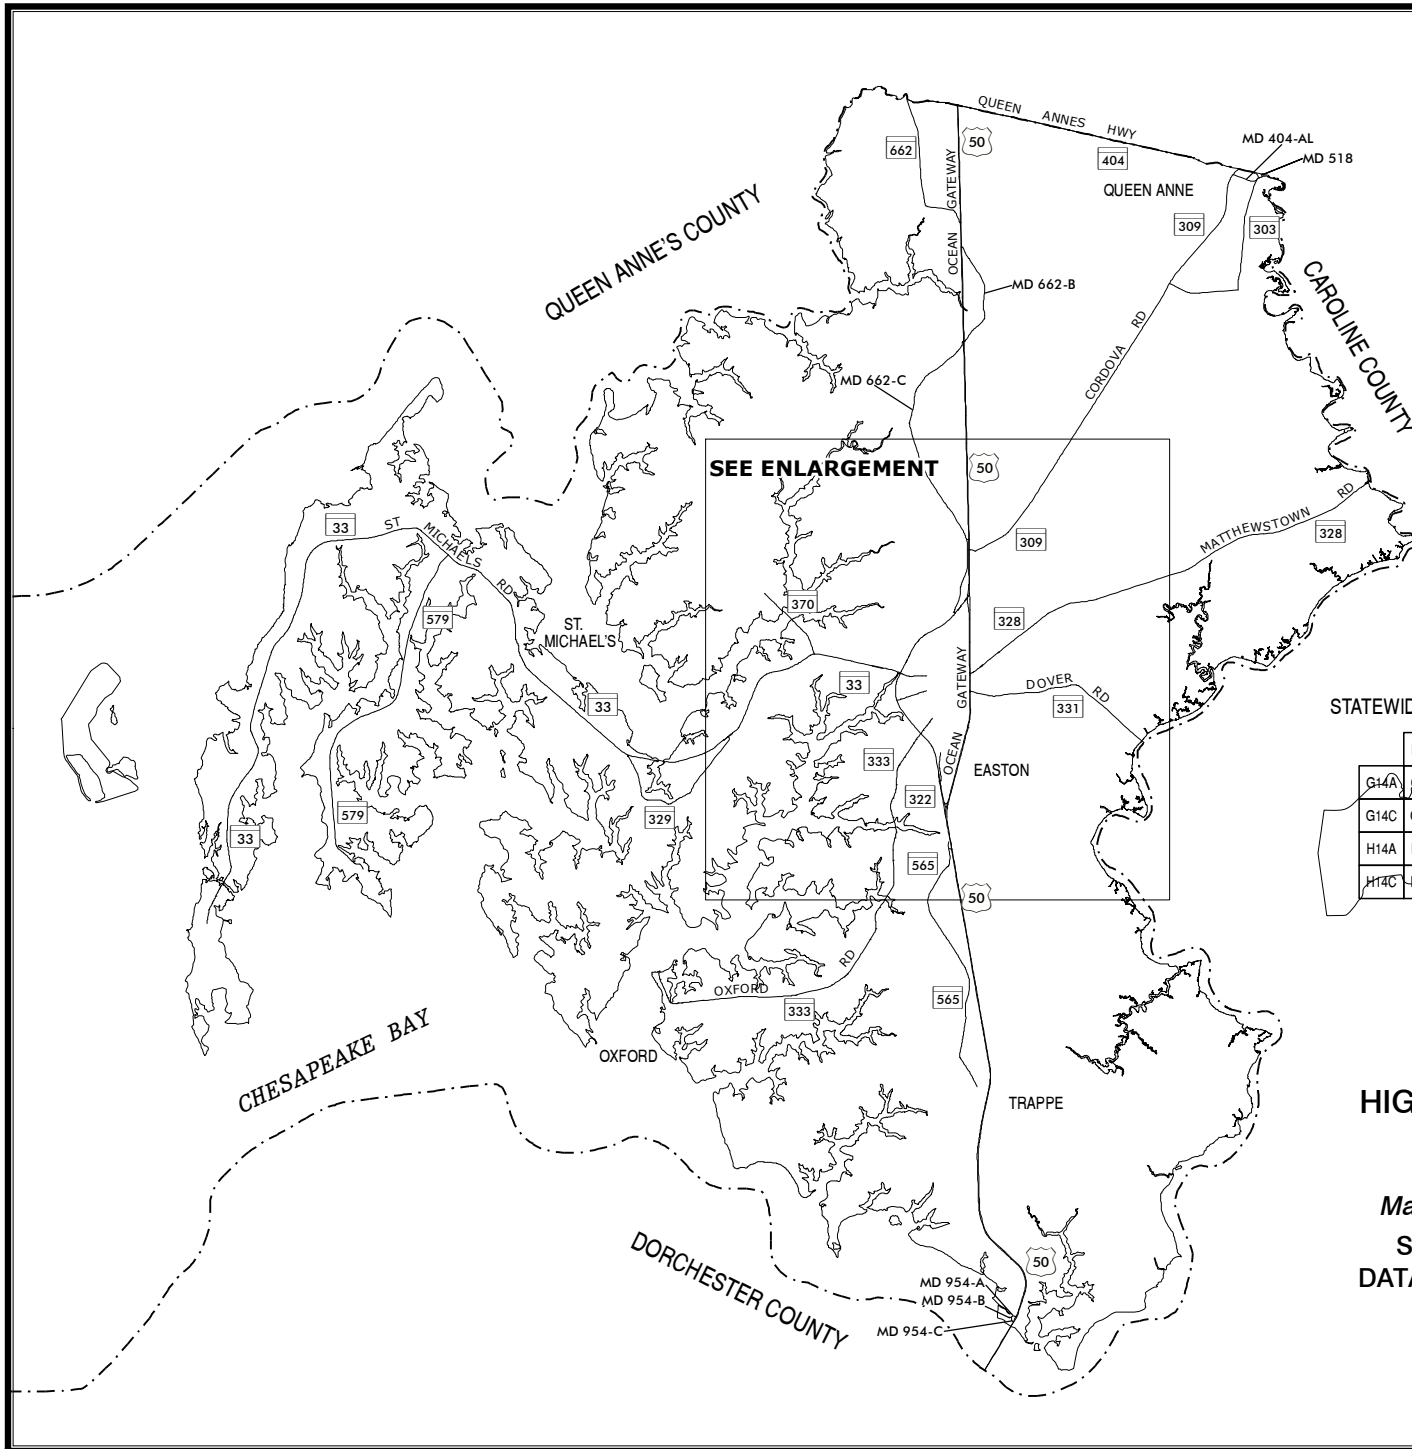 QUEEN ANNES HWY
50
MD 404-AL
662
404
MD 518
QUEEN ANNE
GATEWAY
309
303
QUEEN ANNE'S COUNTY
OCEAN
MD 662-B
CAROLINE COUNTY
CORDOVA RD
MD 662-C
SEE ENLARGEMENT
50
33
ST MICHAELS RD
309
MATTHEWSTOWN RD
328
370
579
328
ST.
MICHAEL'S
33
GATEWAY
DOVER RD
33
331
STATEWID
333
OCEAN
EASTON
G14A
322
579
329
G14C
33
H14A
565
H14C
50
OXFORD RD
565
333
CHESAPEAKE BAY
OXFORD
TRAPPE
HIG
Ma
S
DATA
DORCHESTER COUNTY
50
MD 954-A
MD 954-B
MD 954-C